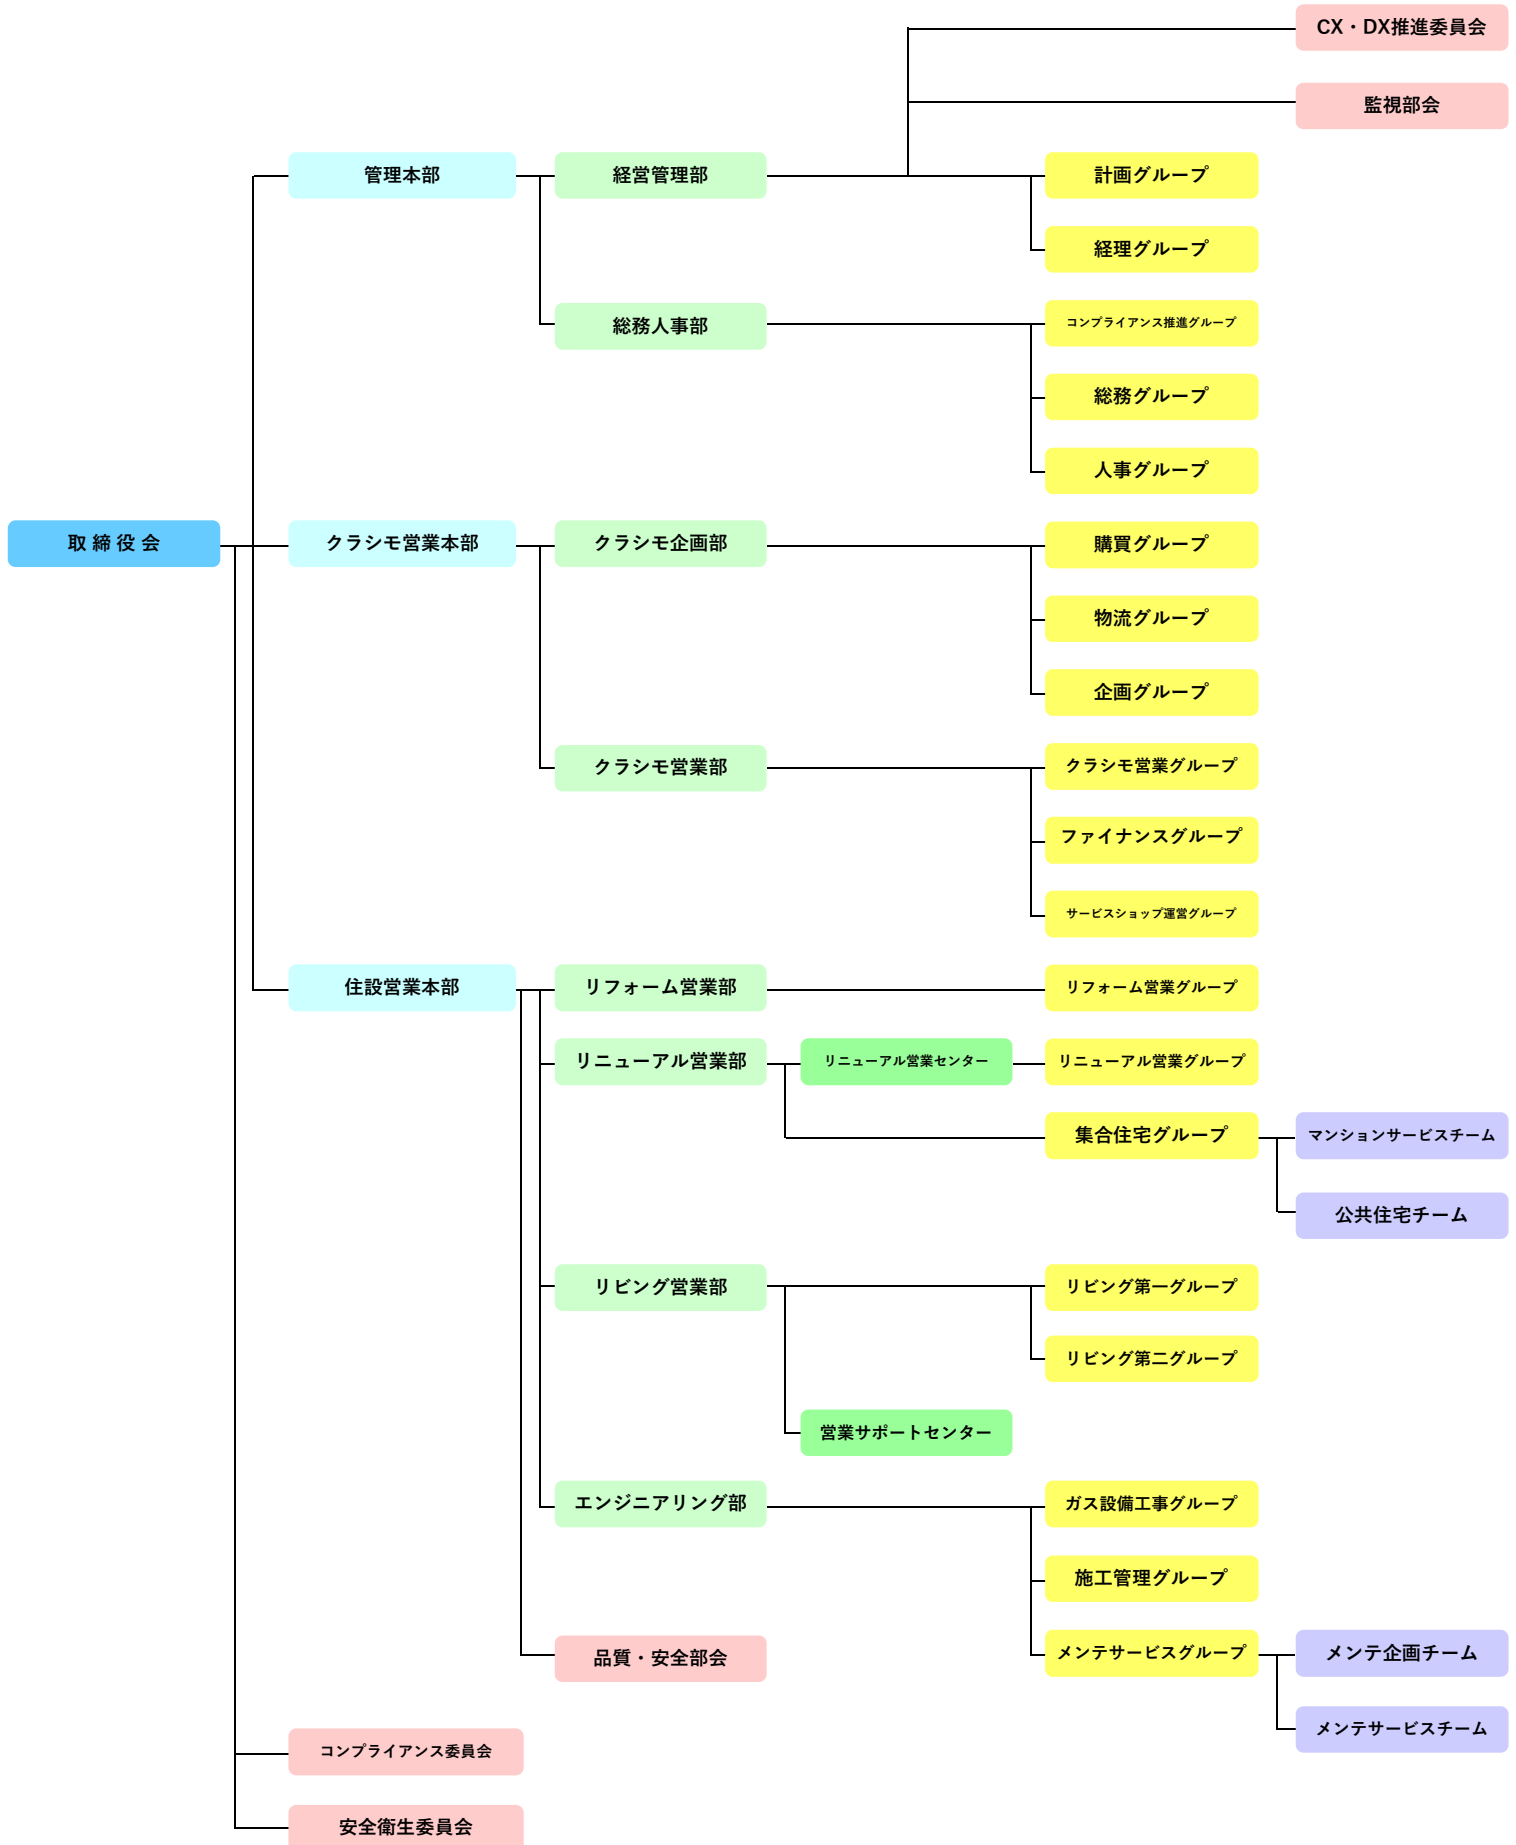 CX・DX推進委員会
監視部会
管理本部
経営管理部
計画グループ
経理グループ
総務人事部
コンプライアンス推進グループ
総務グループ
人事グループ
取締役会
クラシモ営業本部
クラシモ企画部
購買グループ
物流グループ
企画グループ
クラシモ営業部
クラシモ営業グループ
ファイナンスグループ
サービスショップ運営グループ
住設営業本部
リフォーム営業部
リフォーム営業グループ
リニューアル営業部
リニューアル営業センター
リニューアル営業グループ
集合住宅グループ
マンションサービスチーム
公共住宅チーム
リビング営業部
リビング第一グループ
リビング第二グループ
営業サポートセンター
エンジニアリング部
ガス設備工事グループ
施工管理グループ
メンテサービスグループ
メンテ企画チーム
品質・安全部会
メンテサービスチーム
コンプライアンス委員会
安全衛生委員会